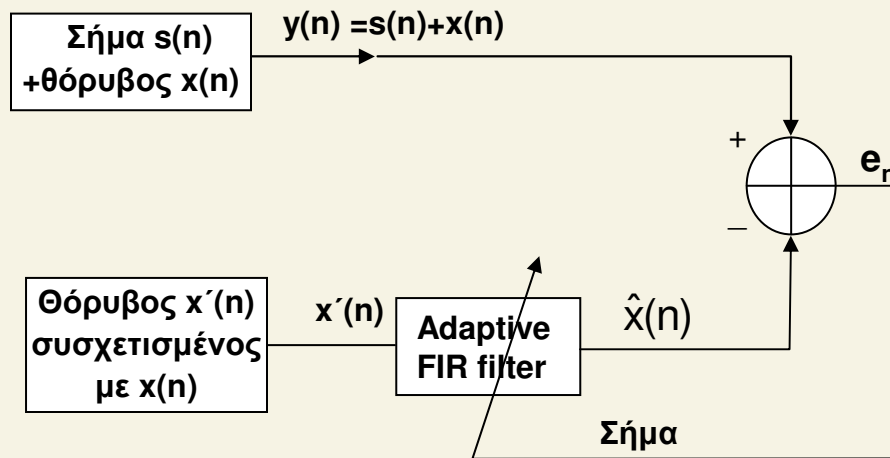 Σήμα s(n)
+θόρυβος x(n)
y(n) =s(n)+x(n)
+
e
−
Θόρυβος x΄(n)
συσχετισμένος
με x(n)
x΄(n)
Adaptive
FIR filter
x̂(n)
Σήμα